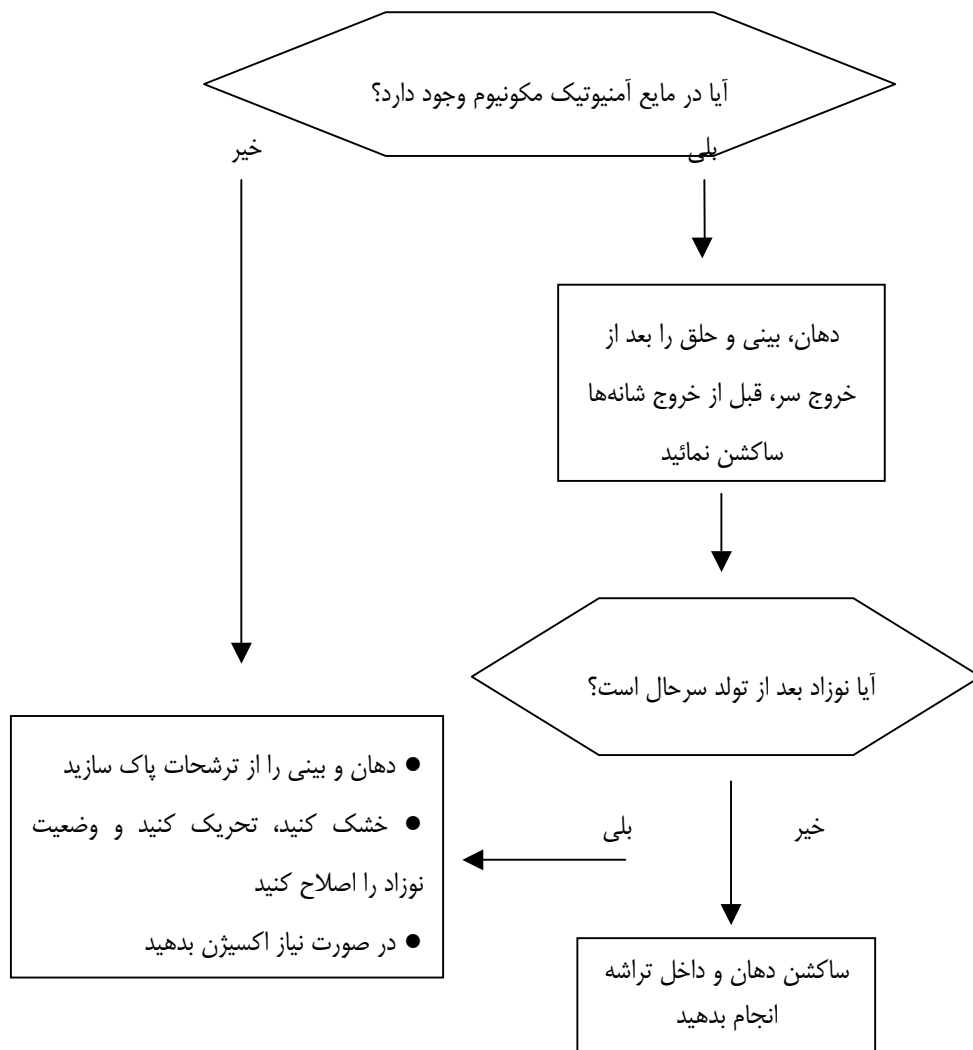 آیا در مایع آمنیوتیک مکونیوم وجود دارد؟
بلی
خیر
دهان، بینی و حلق را بعد از
خروج سر، قبل از خروج شانه‌ها
ساکشن نمائید
آیا نوزاد بعد از تولد سرحال است؟
خیر
بلی
● دهان و بینی را از ترشحات پاک سازید
● خشک کنید، تحریک کنید و وضعیت
نوزاد را اصلاح کنید
● در صورت نیاز اکسیژن بدهید
ساکشن دهان و داخل تراشه
انجام بدهید